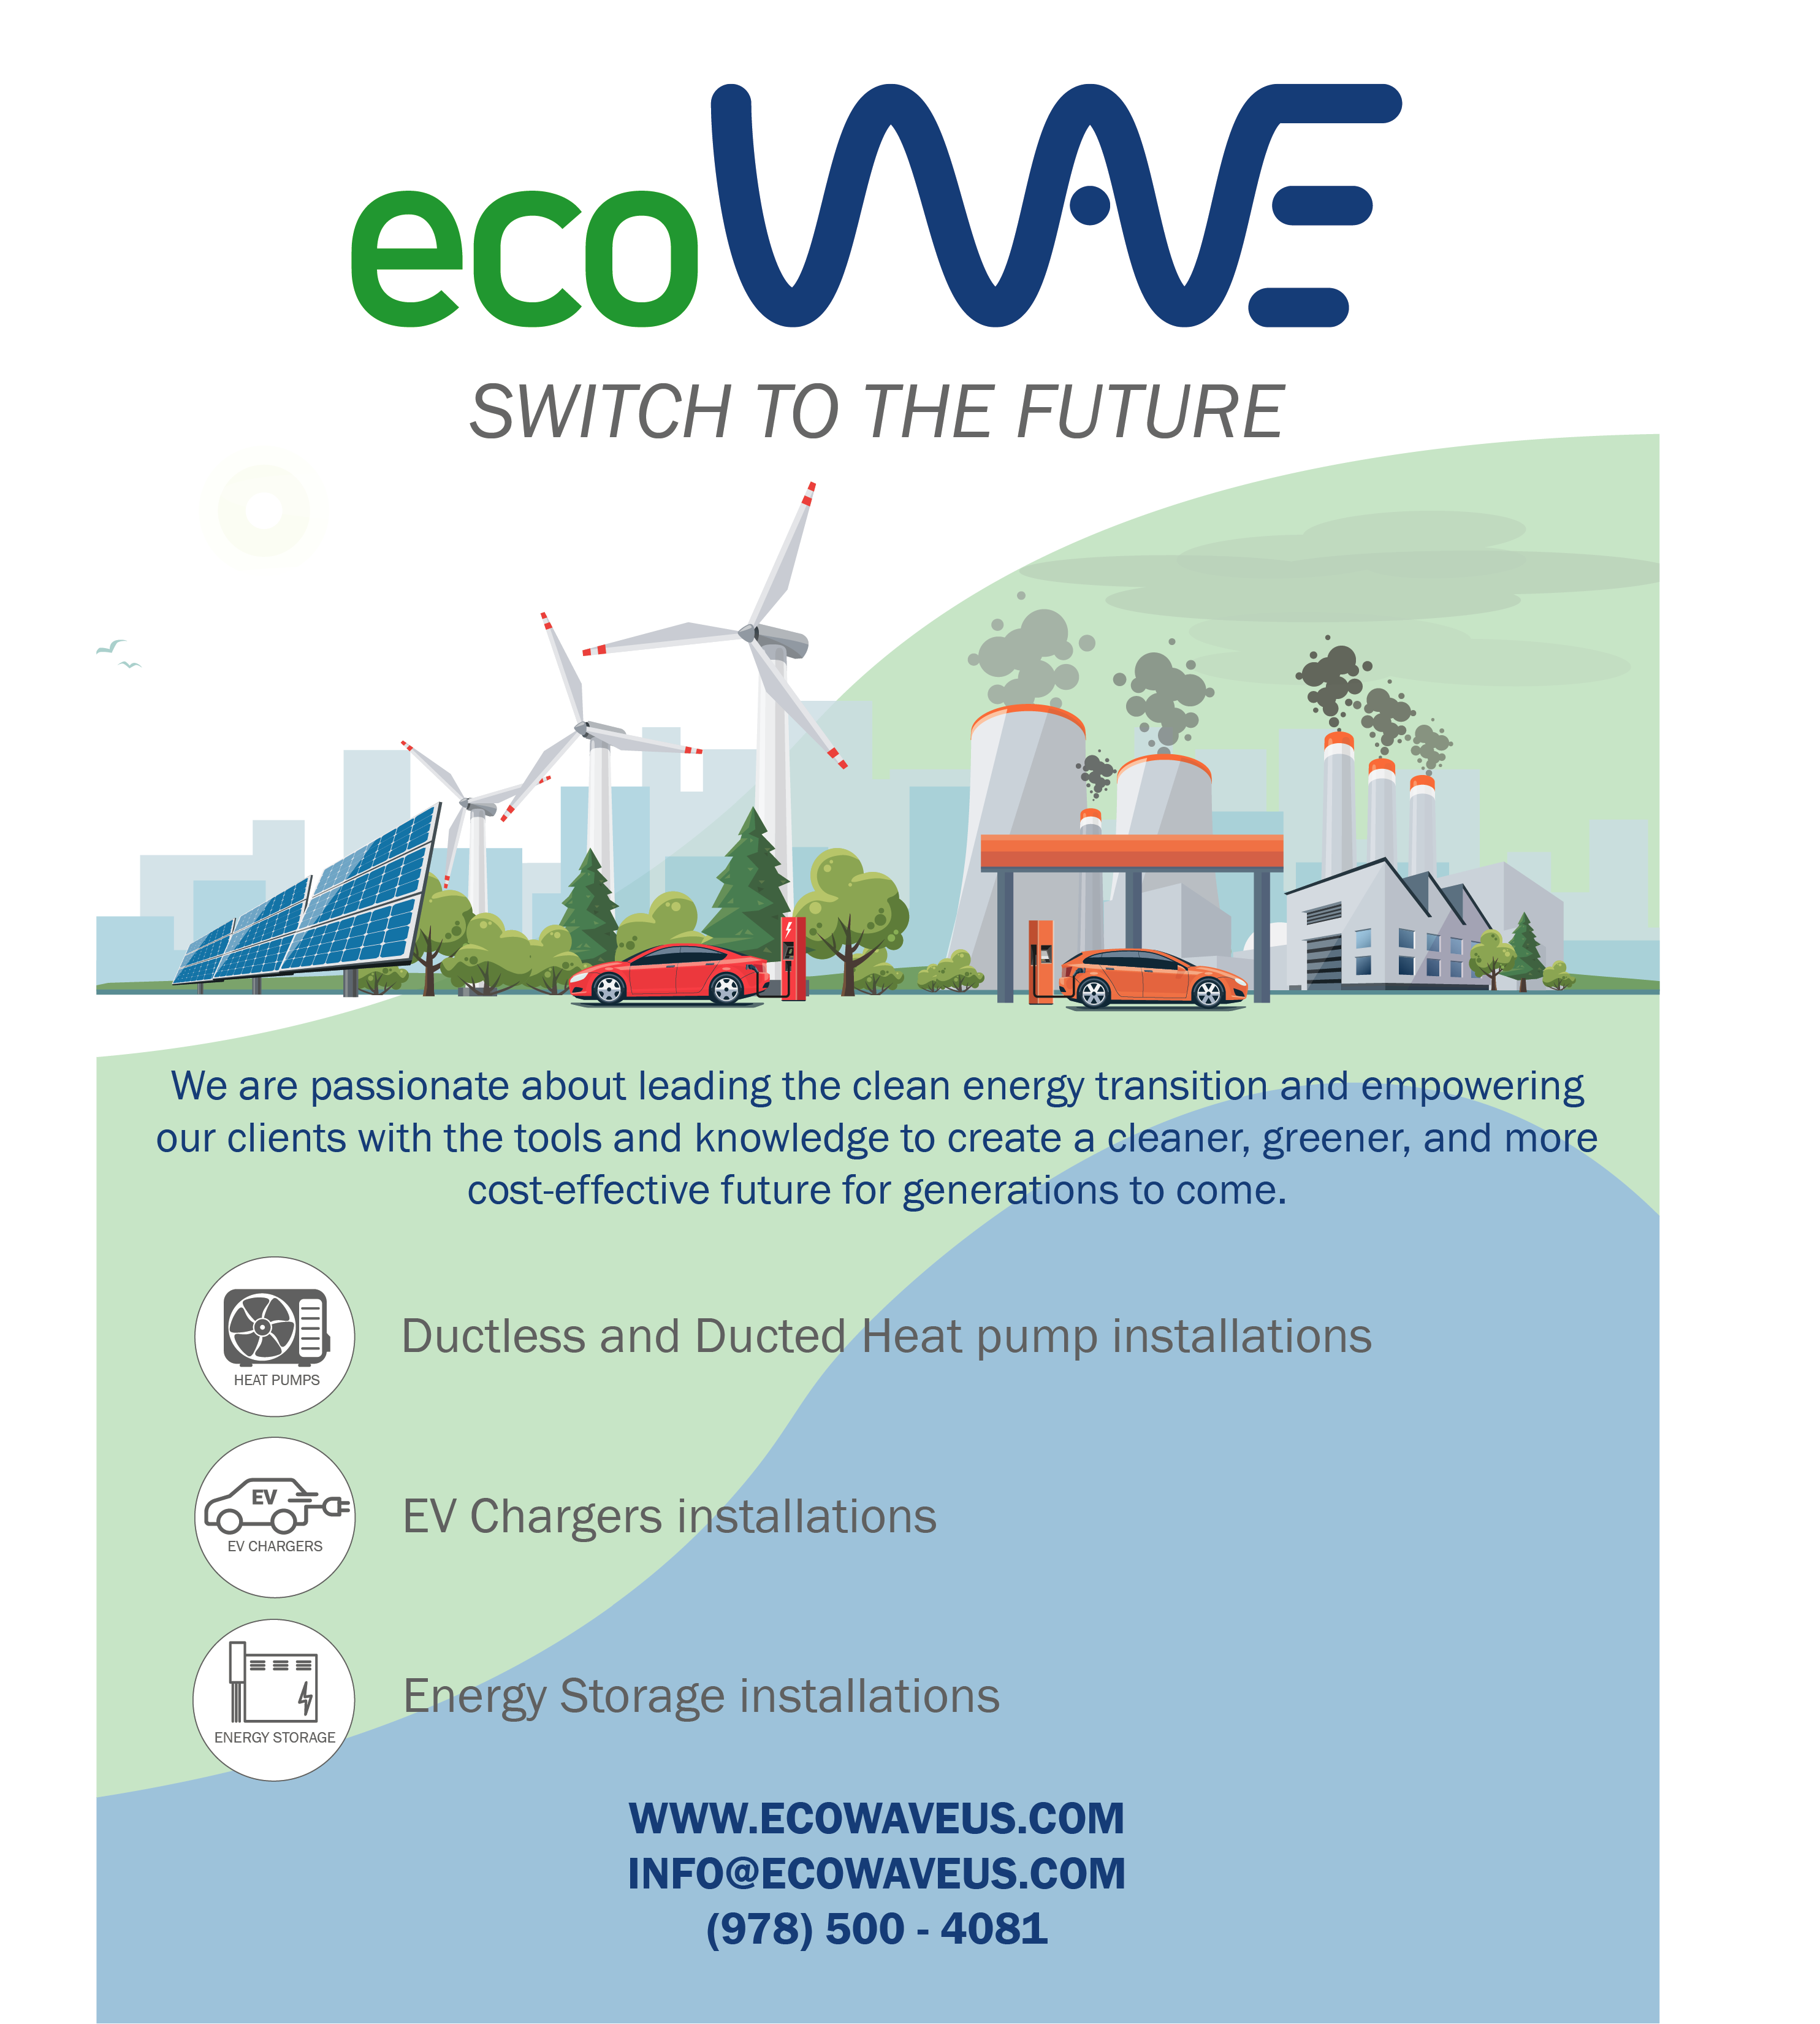 ecoWAVE
SWITCH TO THE FUTURE
We are passionate about leading the clean energy transition and empowering
our clients with the tools and knowledge to create a cleaner, greener, and more
cost-effective future for generations to come.
HEAT PUMPS
Ductless and Ducted Heat pump installations
EV
EV CHARGERS
EV Chargers installations
ENERGY STORAGE
Energy Storage installations
WWW.ECOWAVEUS.COM
INFO@ECOWAVEUS.COM
(978) 500 - 4081